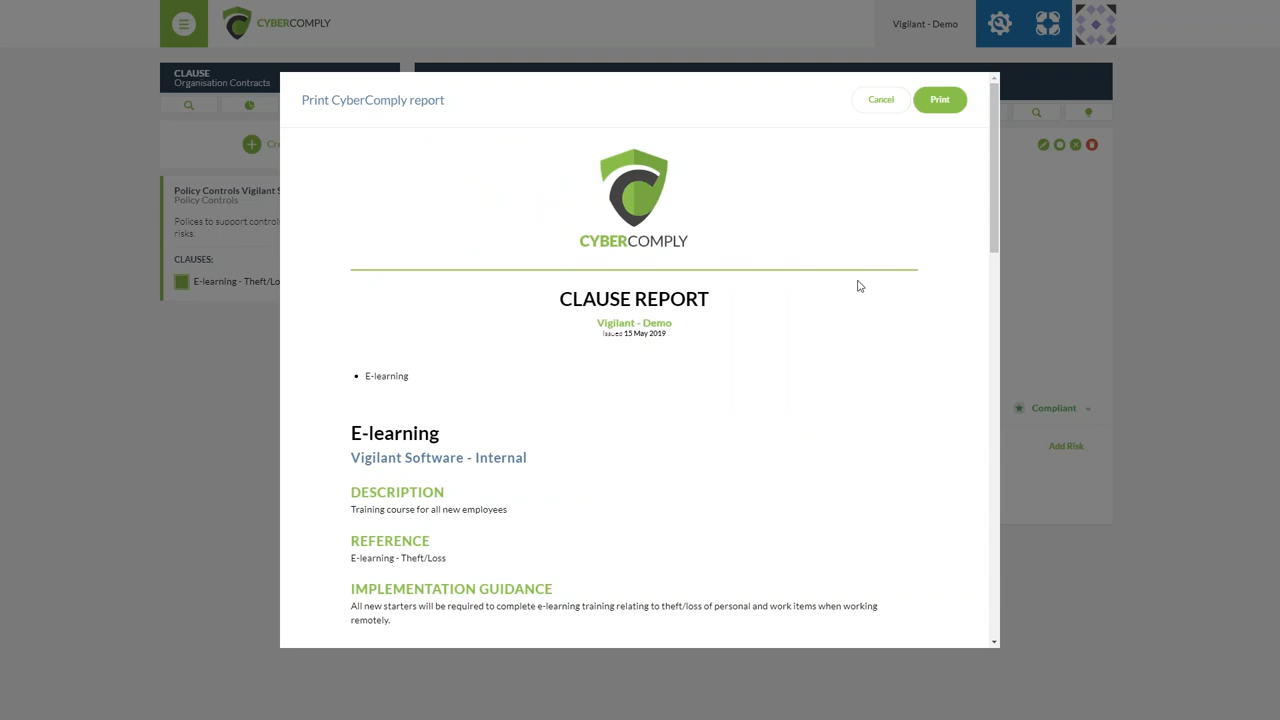 CYBERCOMPLY
Vigilant - Demo
CLAUSE
Organisation Contracts
Print CyberComply report
Cancel
Print
Policy Controls Vigilant S
Policy Controls
Polices to support control
risks.
CLAUSES:
E-learning - Theft/Lo
CYBERCOMPLY
CLAUSE REPORT
Vigilant - Demo
Issued 15 May 2019
• E-learning
E-learning
Vigilant Software - Internal
DESCRIPTION
Training course for all new employees
REFERENCE
E-learning - Theft/Loss
IMPLEMENTATION GUIDANCE
All new starters will be required to complete e-learning training relating to theft/loss of personal and work items when working
remotely.
Compliant
Add Risk